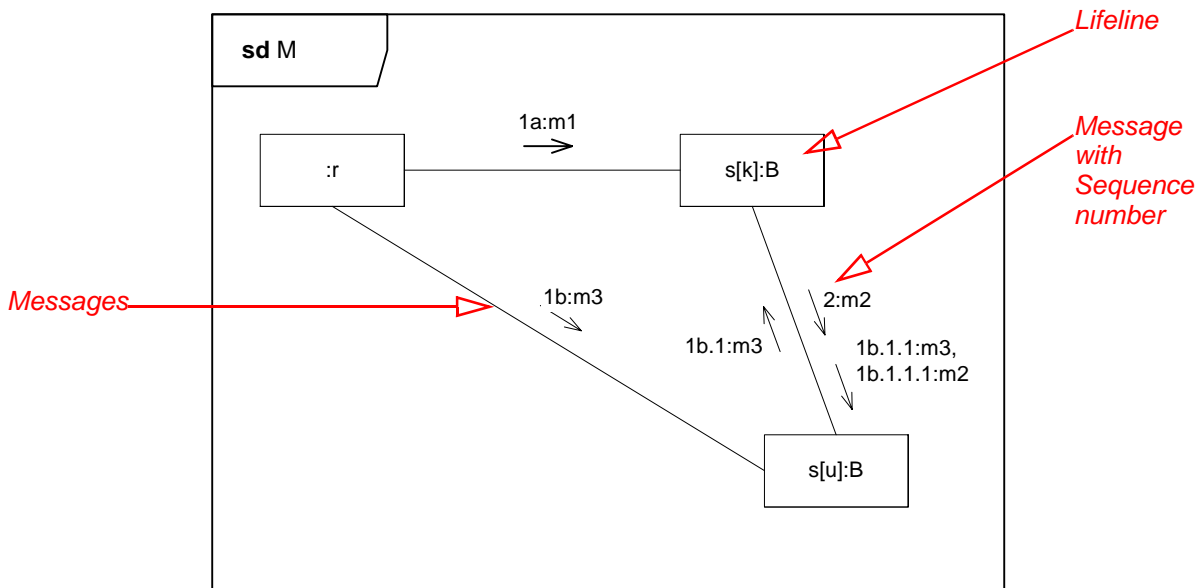 Lifeline
sd M
1a:m1
Message
with
Sequence
number
:r
s[k]:B
Messages
1b:m3
2:m2
1b.1:m3
1b.1.1:m3,
1b.1.1.1:m2
s[u]:B